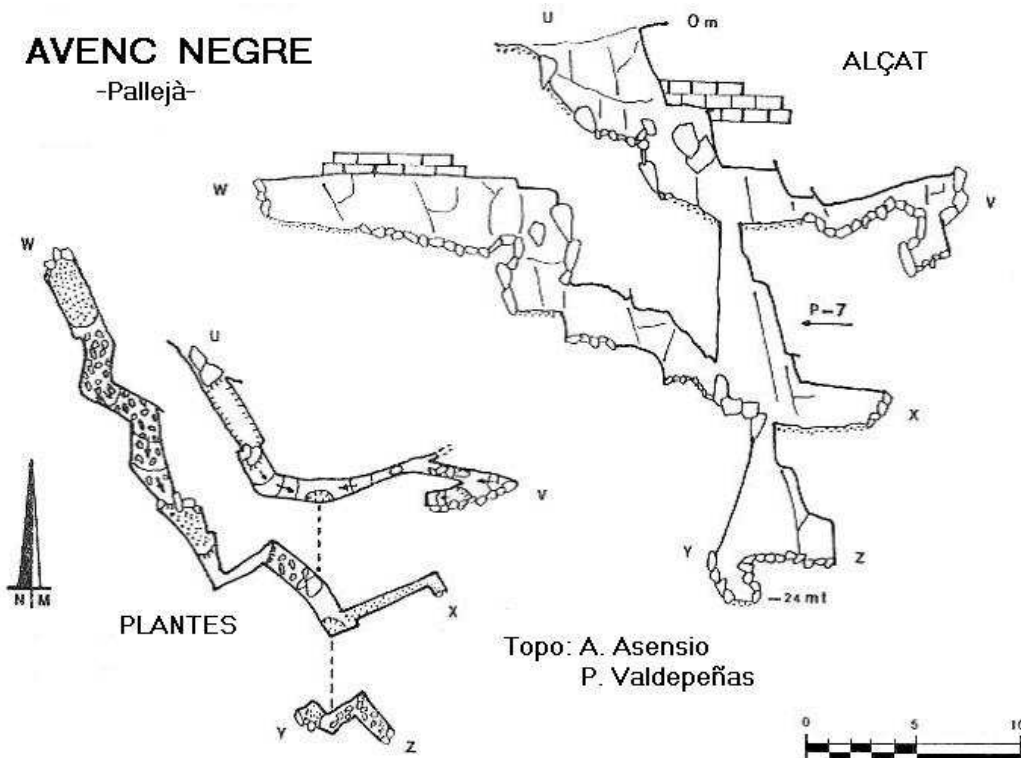 AVENC NEGRE
-Pallejà-
ALÇAT
U
0 m
W
V
P-7
X
Y
Z
-24 mt
W
U
V
X
Y
Z
N M
PLANTES
Topo: A. Asensio
P. Valdepeñas
0 5 10